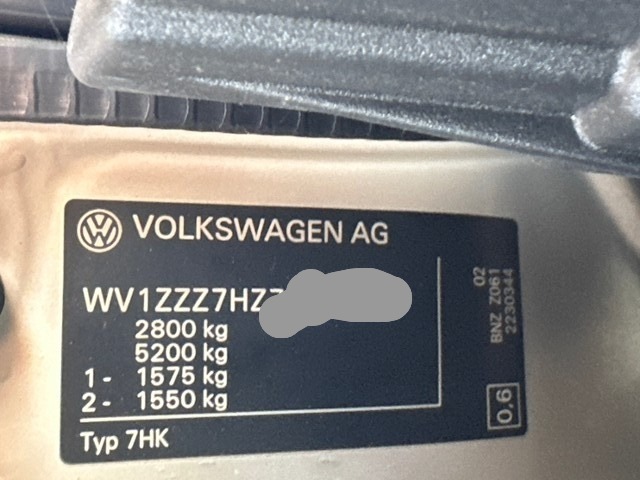 VOLKSWAGEN AG
WV1ZZZ7HZ
2800 kg
5200 kg
1- 1575 kg
2- 1550 kg
Typ 7HK
02
BNZ Z061
2230344
0,6